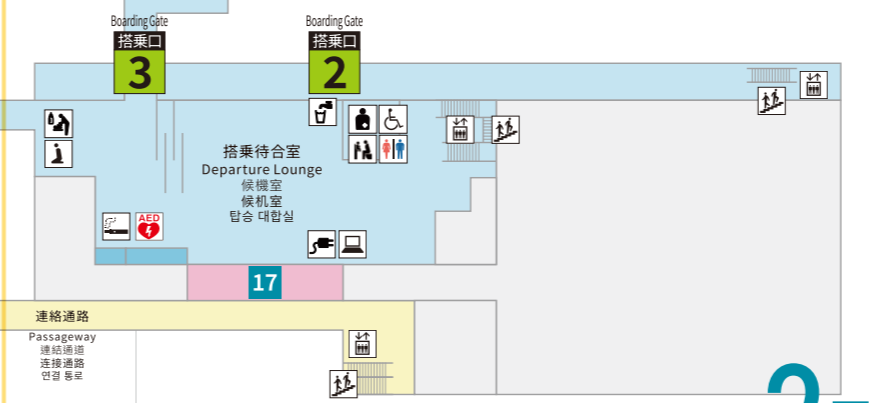 Boarding Gate
搭乗口
3
Boarding Gate
搭乗口
2
搭乗待合室
Departure Lounge
候機室
候机室
탑승 대합실
AED
17
連絡通路
Passageway
連結通道
连接通路
연결 통로